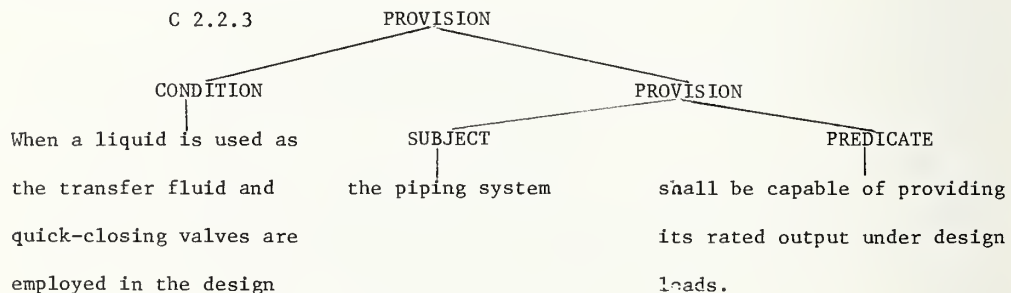 C 2.2.3 PROVISION
CONDITION PROVISION
When a liquid is used as SUBJECT PREDICATE
the transfer fluid and the piping system shall be capable of providing
quick-closing valves are its rated output under design
employed in the design loads.